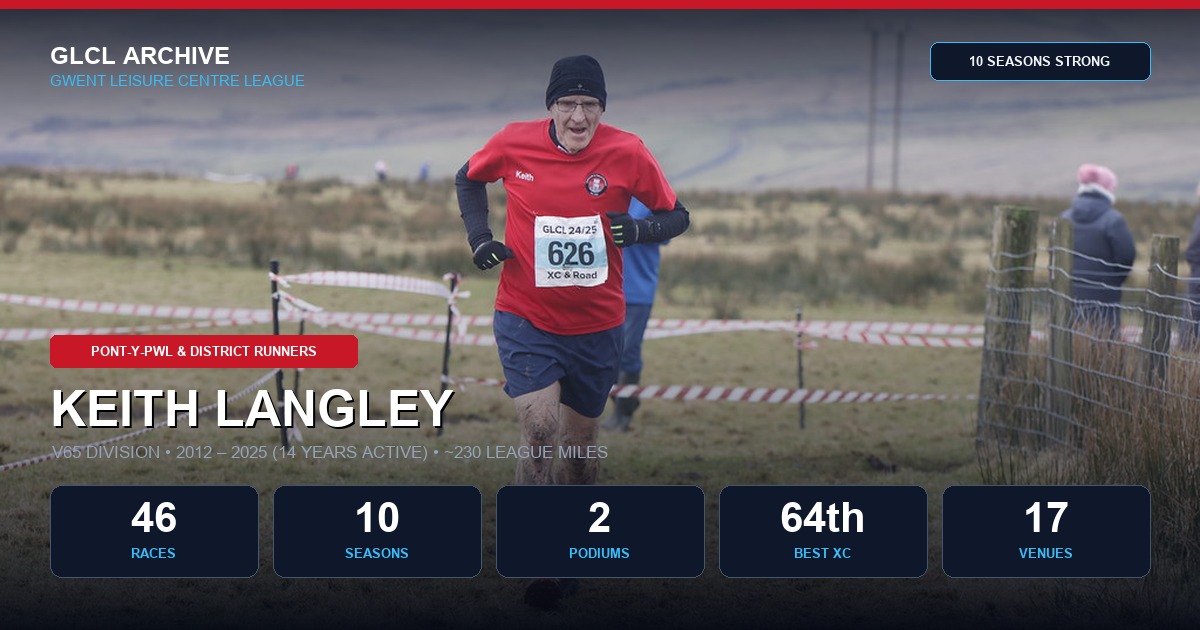 GLCL ARCHIVE
GWENT LEISURE CENTRE LEAGUE
10 SEASONS STRONG
Keith
GLCL 24/25
626
XC & Road
PONT-Y-PWL & DISTRICT RUNNERS
KEITH LANGLEY
V65 DIVISION • 2012 – 2025 (14 YEARS ACTIVE) • ~230 LEAGUE MILES
46
RACES
10
SEASONS
2
PODIUMS
64th
BEST XC
17
VENUES